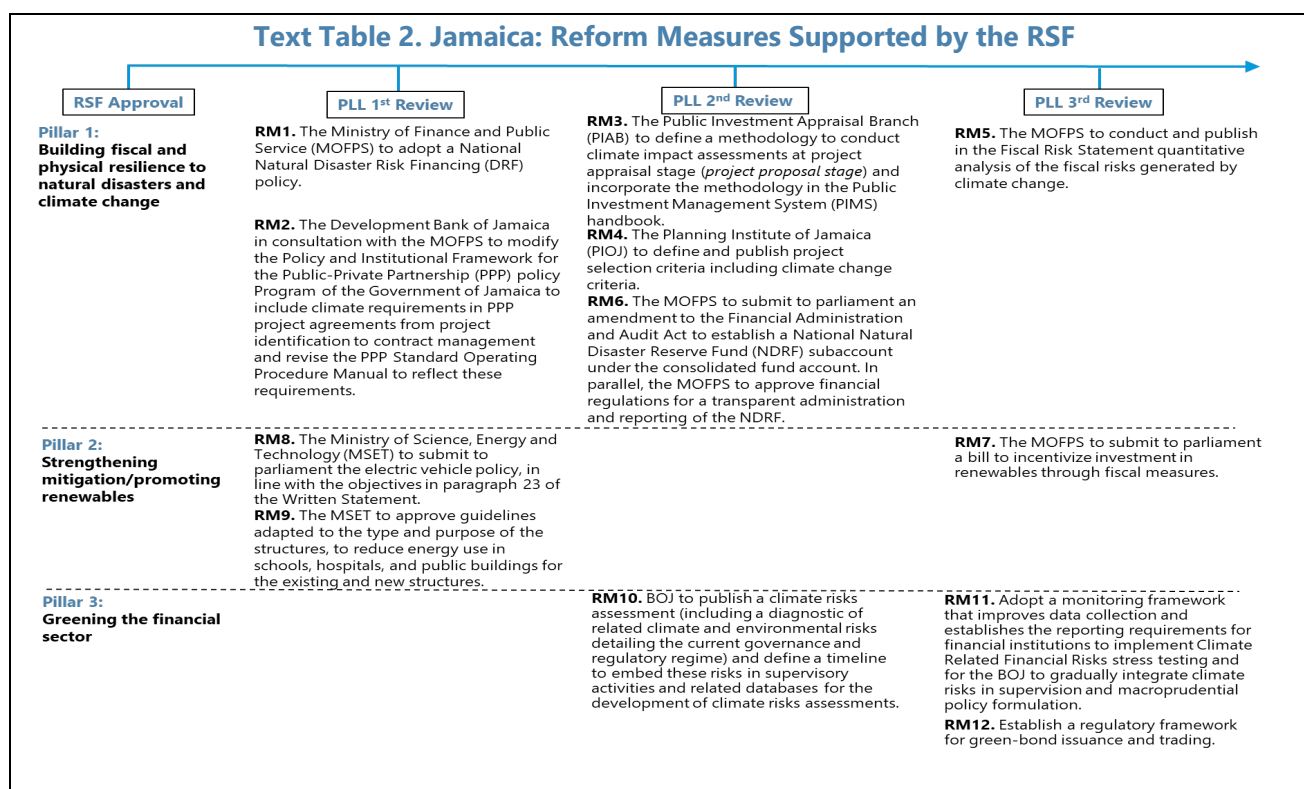 Text Table 2. Jamaica: Reform Measures Supported by the RSF
RSF Approval
PLL 1st Review
PLL 2nd Review
PLL 3rd Review
Pillar 1:
Building fiscal and
physical resilience to
natural disasters and
climate change
RM1. The Ministry of Finance and Public
Service (MOFPS) to adopt a National
Natural Disaster Risk Financing (DRF)
policy.
RM2. The Development Bank of Jamaica
in consultation with the MOFPS to modify
the Policy and Institutional Framework for
the Public-Private Partnership (PPP) policy
Program of the Government of Jamaica to
include climate requirements in PPP
project agreements from project
identification to contract management
and revise the PPP Standard Operating
Procedure Manual to reflect these
requirements.
RM3. The Public Investment Appraisal Branch
(PIAB) to define a methodology to conduct
climate impact assessments at project
appraisal stage (project proposal stage) and
incorporate the methodology in the Public
Investment Management System (PIMS)
handbook.
RM4. The Planning Institute of Jamaica
(PIOJ) to define and publish project
selection criteria including climate change
criteria.
RM6. The MOFPS to submit to parliament an
amendment to the Financial Administration
and Audit Act to establish a National Natural
Disaster Reserve Fund (NDRF) subaccount
under the consolidated fund account. In
parallel, the MOFPS to approve financial
regulations for a transparent administration
and reporting of the NDRF.
RM5. The MOFPS to conduct and publish
in the Fiscal Risk Statement quantitative
analysis of the fiscal risks generated by
climate change.
Pillar 2:
Strengthening
mitigation/promoting
renewables
RM8. The Ministry of Science, Energy and
Technology (MSET) to submit to
parliament the electric vehicle policy, in
line with the objectives in paragraph 23 of
the Written Statement.
RM9. The MSET to approve guidelines
adapted to the type and purpose of the
structures, to reduce energy use in
schools, hospitals, and public buildings for
the existing and new structures.
RM7. The MOFPS to submit to parliament
a bill to incentivize investment in
renewables through fiscal measures.
Pillar 3:
Greening the financial
sector
RM10. BOJ to publish a climate risks
assessment (including a diagnostic of
related climate and environmental risks
detailing the current governance and
regulatory regime) and define a timeline
to embed these risks in supervisory
activities and related databases for the
development of climate risks assessments.
RM11. Adopt a monitoring framework
that improves data collection and
establishes the reporting requirements for
financial institutions to implement Climate
Related Financial Risks stress testing and
for the BOJ to gradually integrate climate
risks in supervision and macroprudential
policy formulation.
RM12. Establish a regulatory framework
for green-bond issuance and trading.